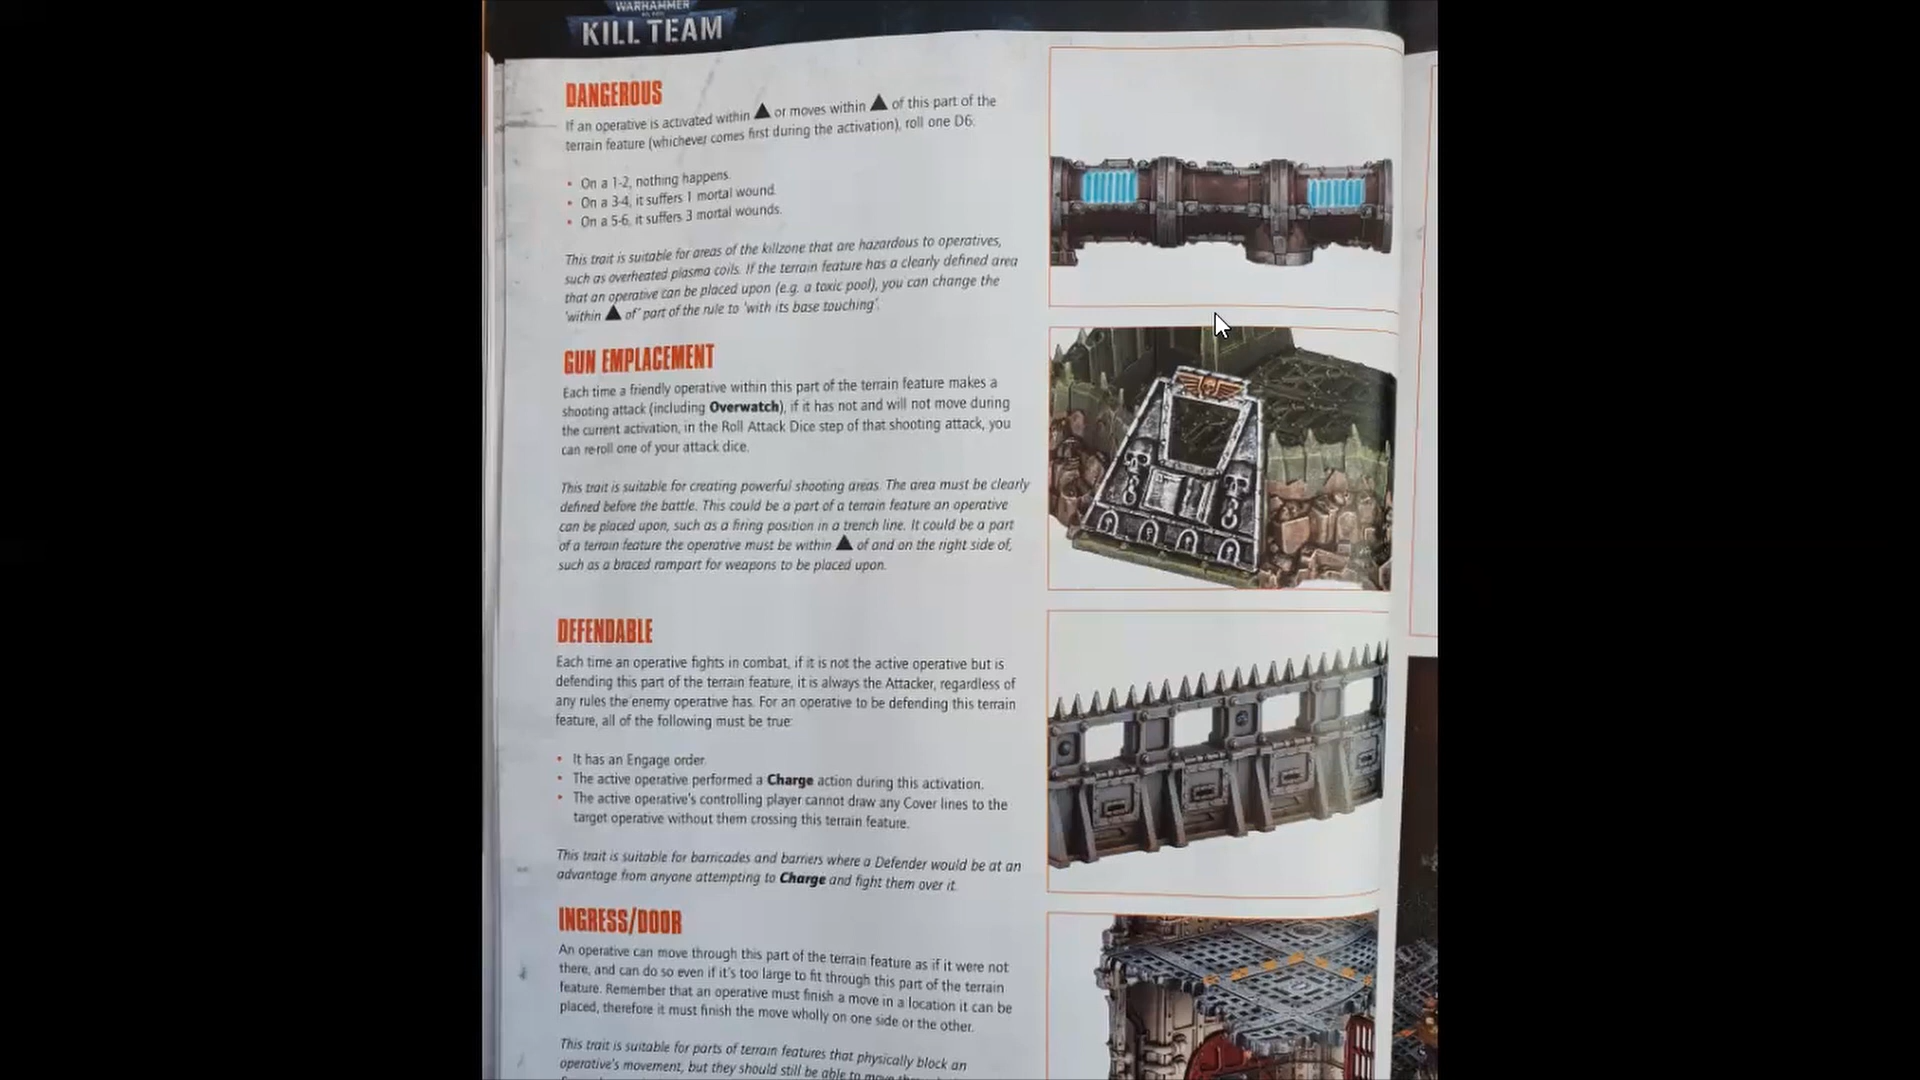 WARHAMMER
KILL TEAM
DANGEROUS
If an operative is activated within ▲ or moves within ▲ of this part of the
terrain feature (whichever comes first during the activation), roll one D6:
• On a 1-2, nothing happens.
• On a 3-4, it suffers 1 mortal wound.
• On a 5-6, it suffers 3 mortal wounds.
This trait is suitable for areas of the killzone that are hazardous to operatives,
such as overheated plasma coils. If the terrain feature has a clearly defined area
that an operative can be placed upon (e.g. a toxic pool), you can change the
'within ▲ of' part of the rule to 'with its base touching'.
GUN EMPLACEMENT
Each time a friendly operative within this part of the terrain feature makes a
shooting attack (including Overwatch), if it has not and will not move during
the current activation, in the Roll Attack Dice step of that shooting attack, you
can re-roll one of your attack dice.
This trait is suitable for creating powerful shooting areas. The area must be clearly
defined before the battle. This could be a part of a terrain feature an operative
can be placed upon, such as a firing position in a trench line. It could be a part
of a terrain feature the operative must be within ▲ of and on the right side of,
such as a braced rampart for weapons to be placed upon.
DEFENDABLE
Each time an operative fights in combat, if it is not the active operative but is
defending this part of the terrain feature, it is always the Attacker, regardless of
any rules the enemy operative has. For an operative to be defending this terrain
feature, all of the following must be true:
• It has an Engage order.
• The active operative performed a Charge action during this activation.
• The active operative's controlling player cannot draw any Cover lines to the
target operative without them crossing this terrain feature.
This trait is suitable for barricades and barriers where a Defender would be at an
advantage from anyone attempting to Charge and fight them over it.
INGRESS/DOOR
An operative can move through this part of the terrain feature as if it were not
there, and can do so even if it's too large to fit through this part of the terrain
feature. Remember that an operative must finish a move in a location it can be
placed, therefore it must finish the move wholly on one side or the other.
This trait is suitable for parts of terrain features that physically block an
operative's movement, but they should still be able to move